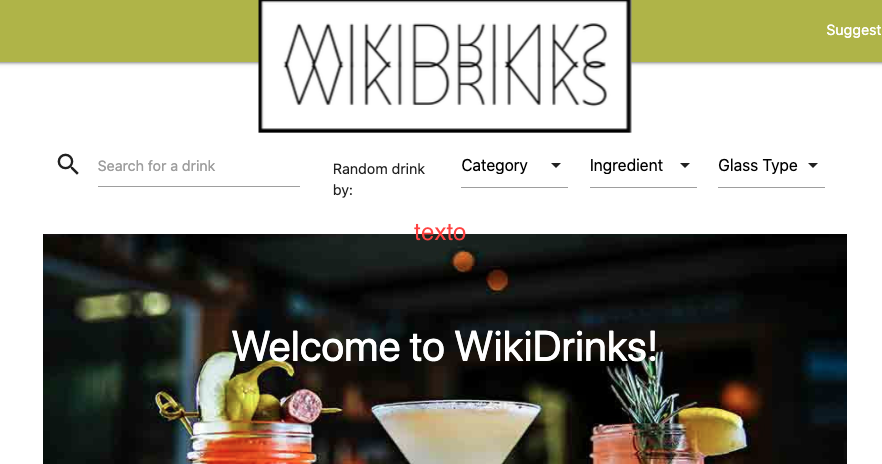 Suggest
WIKIDRINKS
Search for a drink
Random drink
by:
Category
Ingredient
Glass Type
texto
Welcome to WikiDrinks!